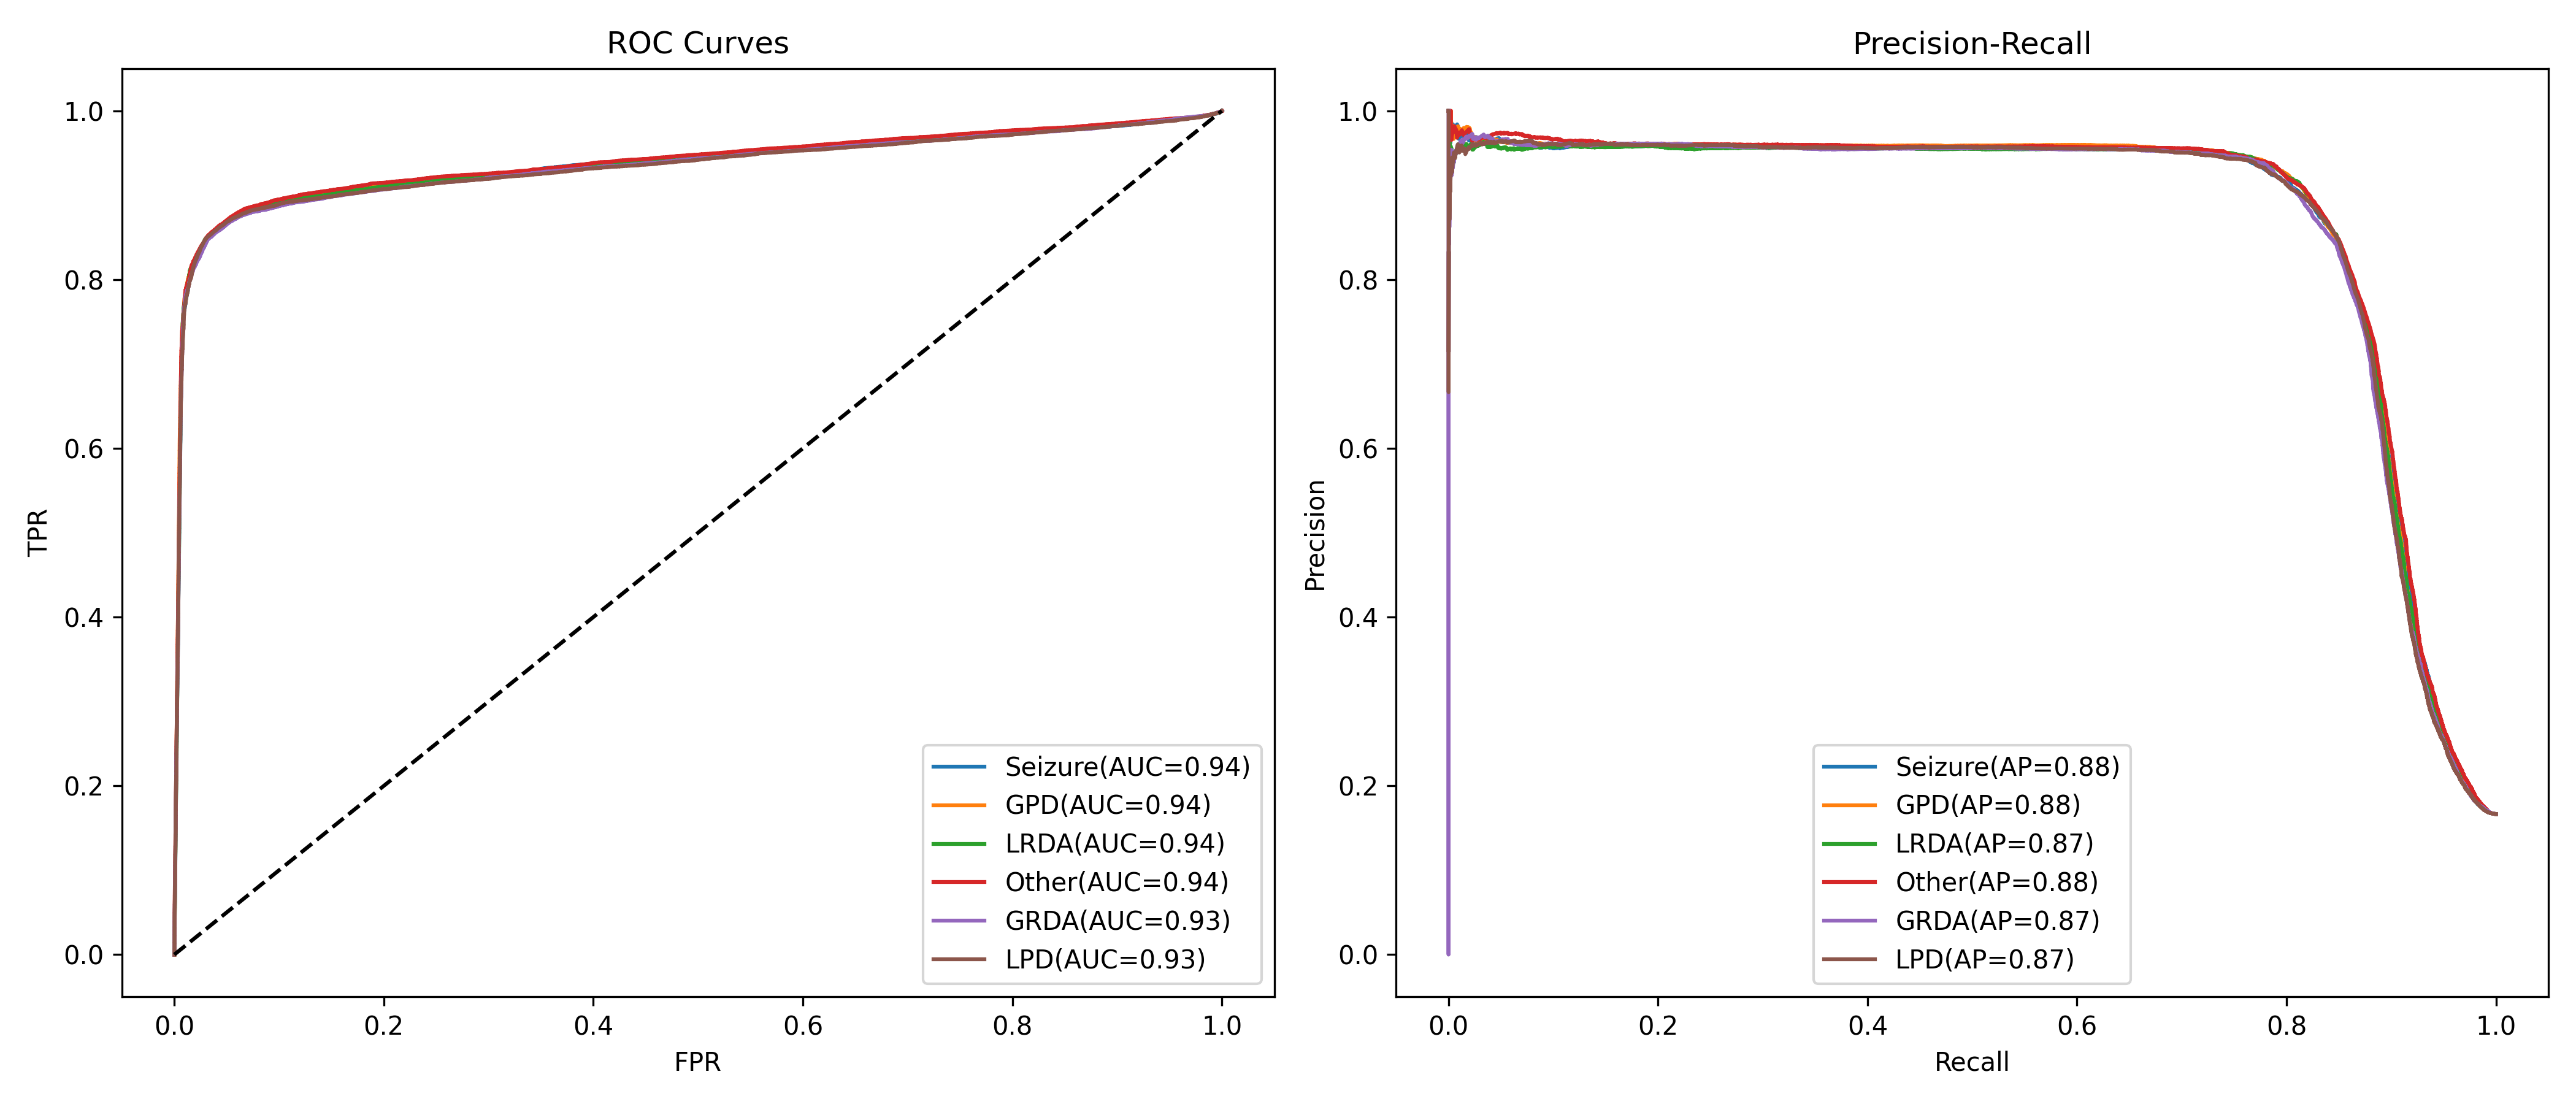 ROC Curves
TPR
1.0
0.8
0.6
0.4
0.2
0.0
0.0 0.2 0.4 0.6 0.8 1.0
FPR
Seizure(AUC=0.94)
GPD(AUC=0.94)
LRDA(AUC=0.94)
Other(AUC=0.94)
GRDA(AUC=0.93)
LPD(AUC=0.93)
Precision-Recall
Precision
1.0
0.8
0.6
0.4
0.2
0.0
0.0 0.2 0.4 0.6 0.8 1.0
Recall
Seizure(AP=0.88)
GPD(AP=0.88)
LRDA(AP=0.87)
Other(AP=0.88)
GRDA(AP=0.87)
LPD(AP=0.87)